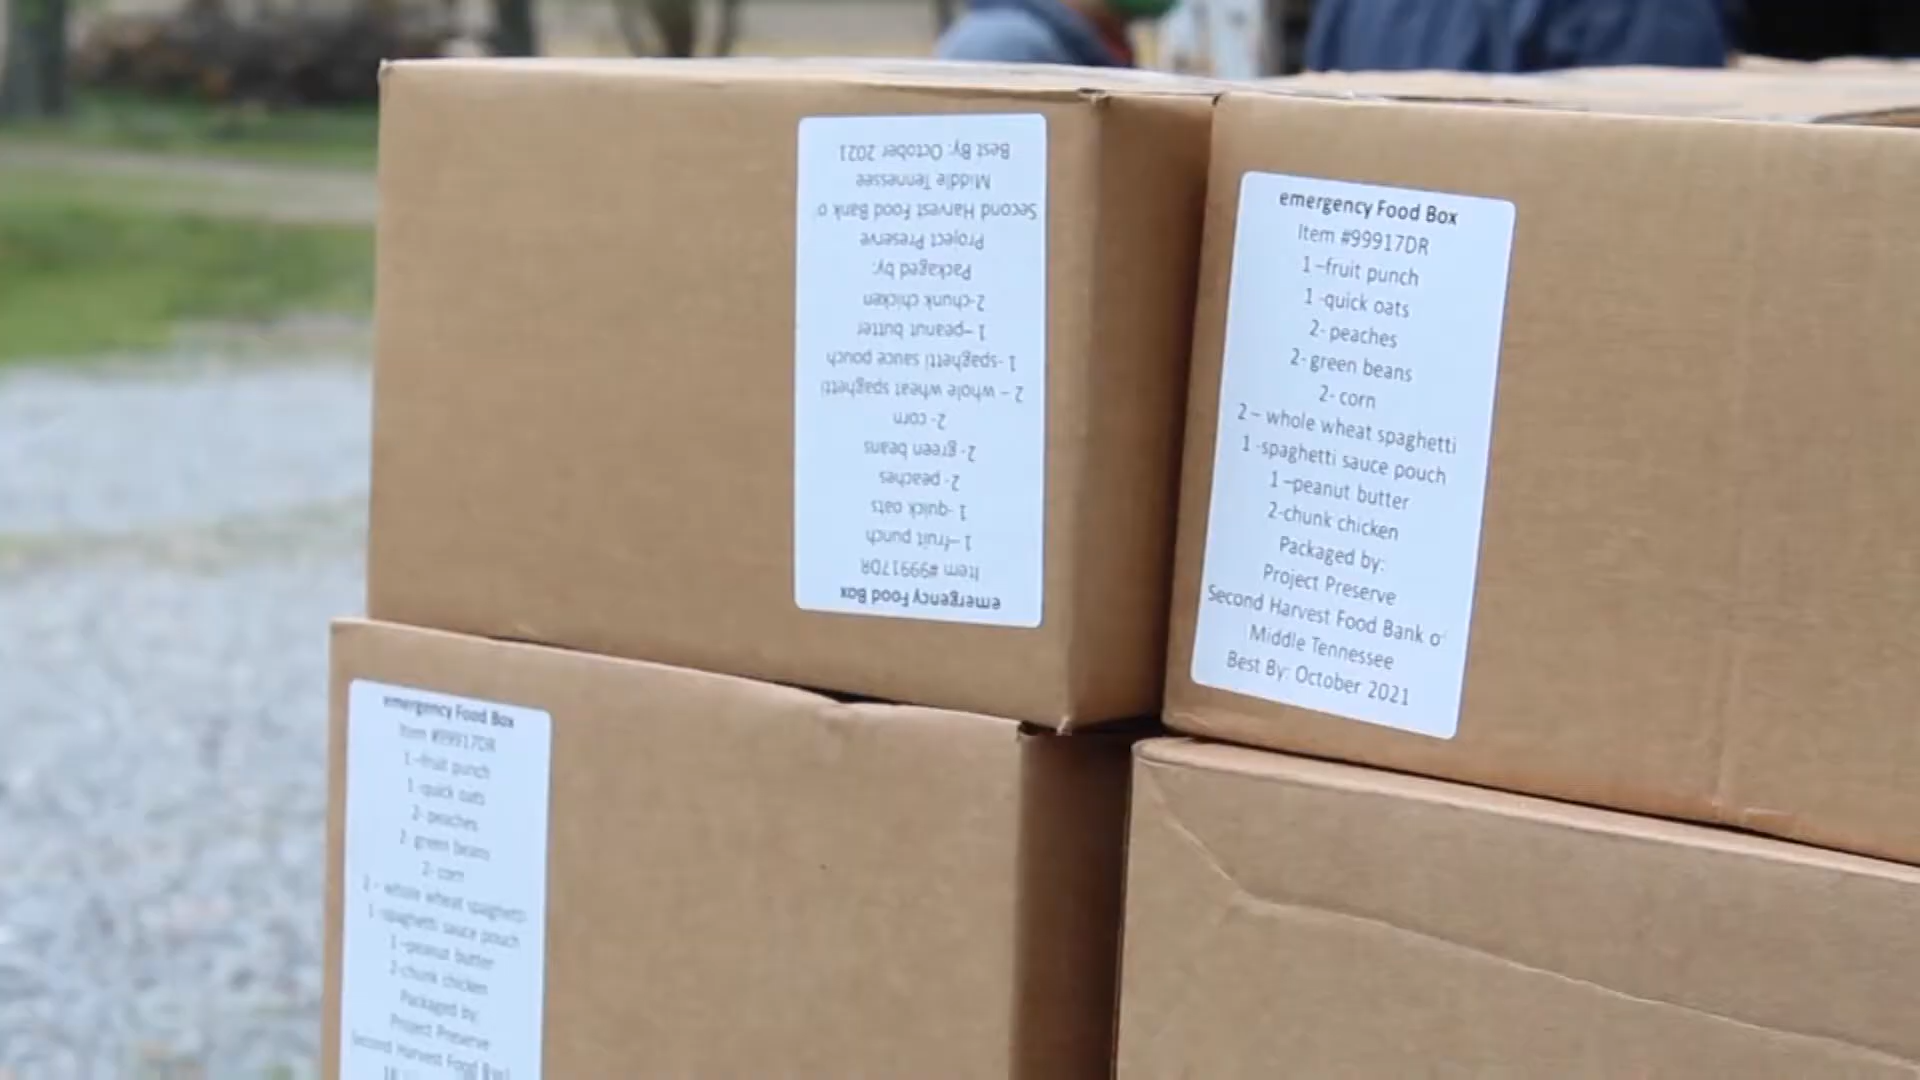 Best By: October 2021
Middle Tennessee
Second Harvest Food Bank o
Project Preserve
Packaged by:
2-chunk chicken
1 –peanut butter
1 -spaghetti sauce pouch
2 – whole wheat spaghetti
2- corn
2- green beans
2- peaches
1 -quick oats
1 –fruit punch
Item #99917DR
emergency Food Box
emergency Food Box
Item #99917DR
1 –fruit punch
1 -quick oats
2- peaches
2- green beans
2- corn
2 – whole wheat spaghetti
1 -spaghetti sauce pouch
1 –peanut butter
2-chunk chicken
Packaged by:
Project Preserve
Second Harvest Food Bank o
Middle Tennessee
Best By: October 2021
emergency Food Box
Item #99917DR
1 –fruit punch
1 -quick oats
2- peaches
2- green beans
2- corn
2 – whole wheat spaghetti
1 -spaghetti sauce pouch
1 –peanut butter
2-chunk chicken
Packaged by:
Project Preserve
Second Harvest Food